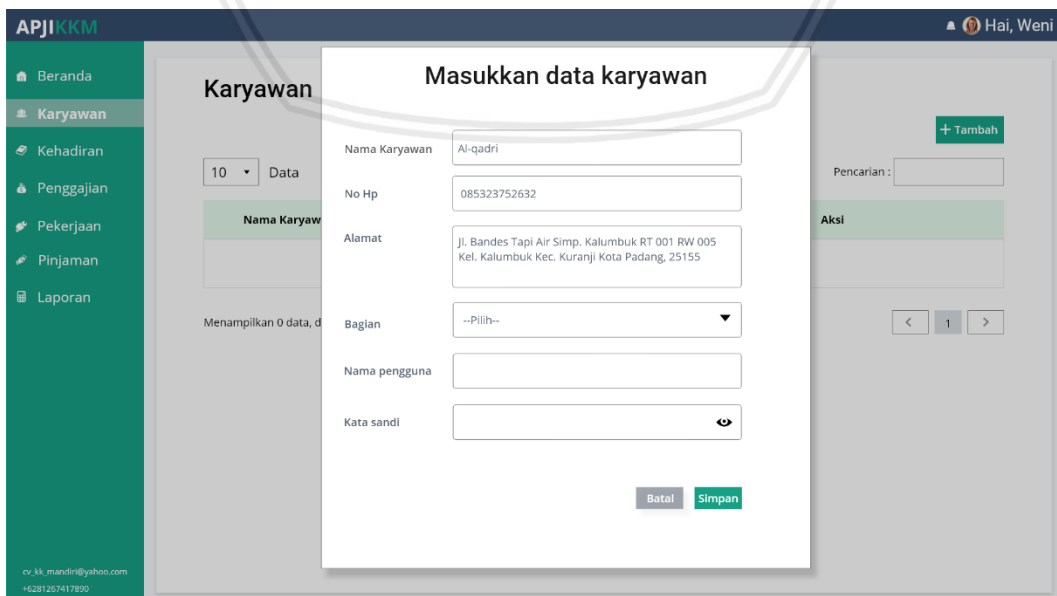 APJIKKM
Hai, Weni
Beranda
Karyawan
Kehadiran
Penggajian
Pekerjaan
Pinjaman
Laporan
cv_kk_mandiri@yahoo.com
+6281267417890
Karyawan
+ Tambah
10 Data
Pencarian :
Nama Karyaw
Aksi
Menampilkan 0 data, d
< 1 >
Masukkan data karyawan
Nama Karyawan
Al-qadri
No Hp
085323752632
Alamat
Jl. Bandes Tapi Air Simp. Kalumbuk RT 001 RW 005
Kel. Kalumbuk Kec. Kuranji Kota Padang, 25155
Bagian
--Pilih--
Nama pengguna
Kata sandi
Batal
Simpan